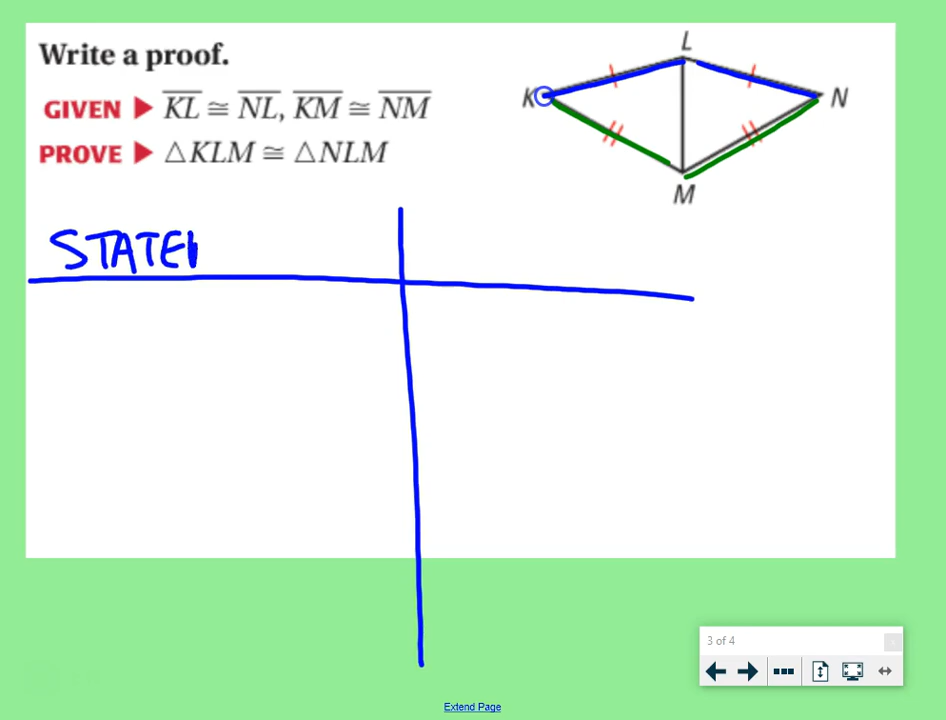 Write a proof.
GIVEN ▶ KL ≅ NL, KM ≅ NM
PROVE ▶ △KLM ≅ △NLM
L
K
N
M
STATE
3 of 4
Extend Page